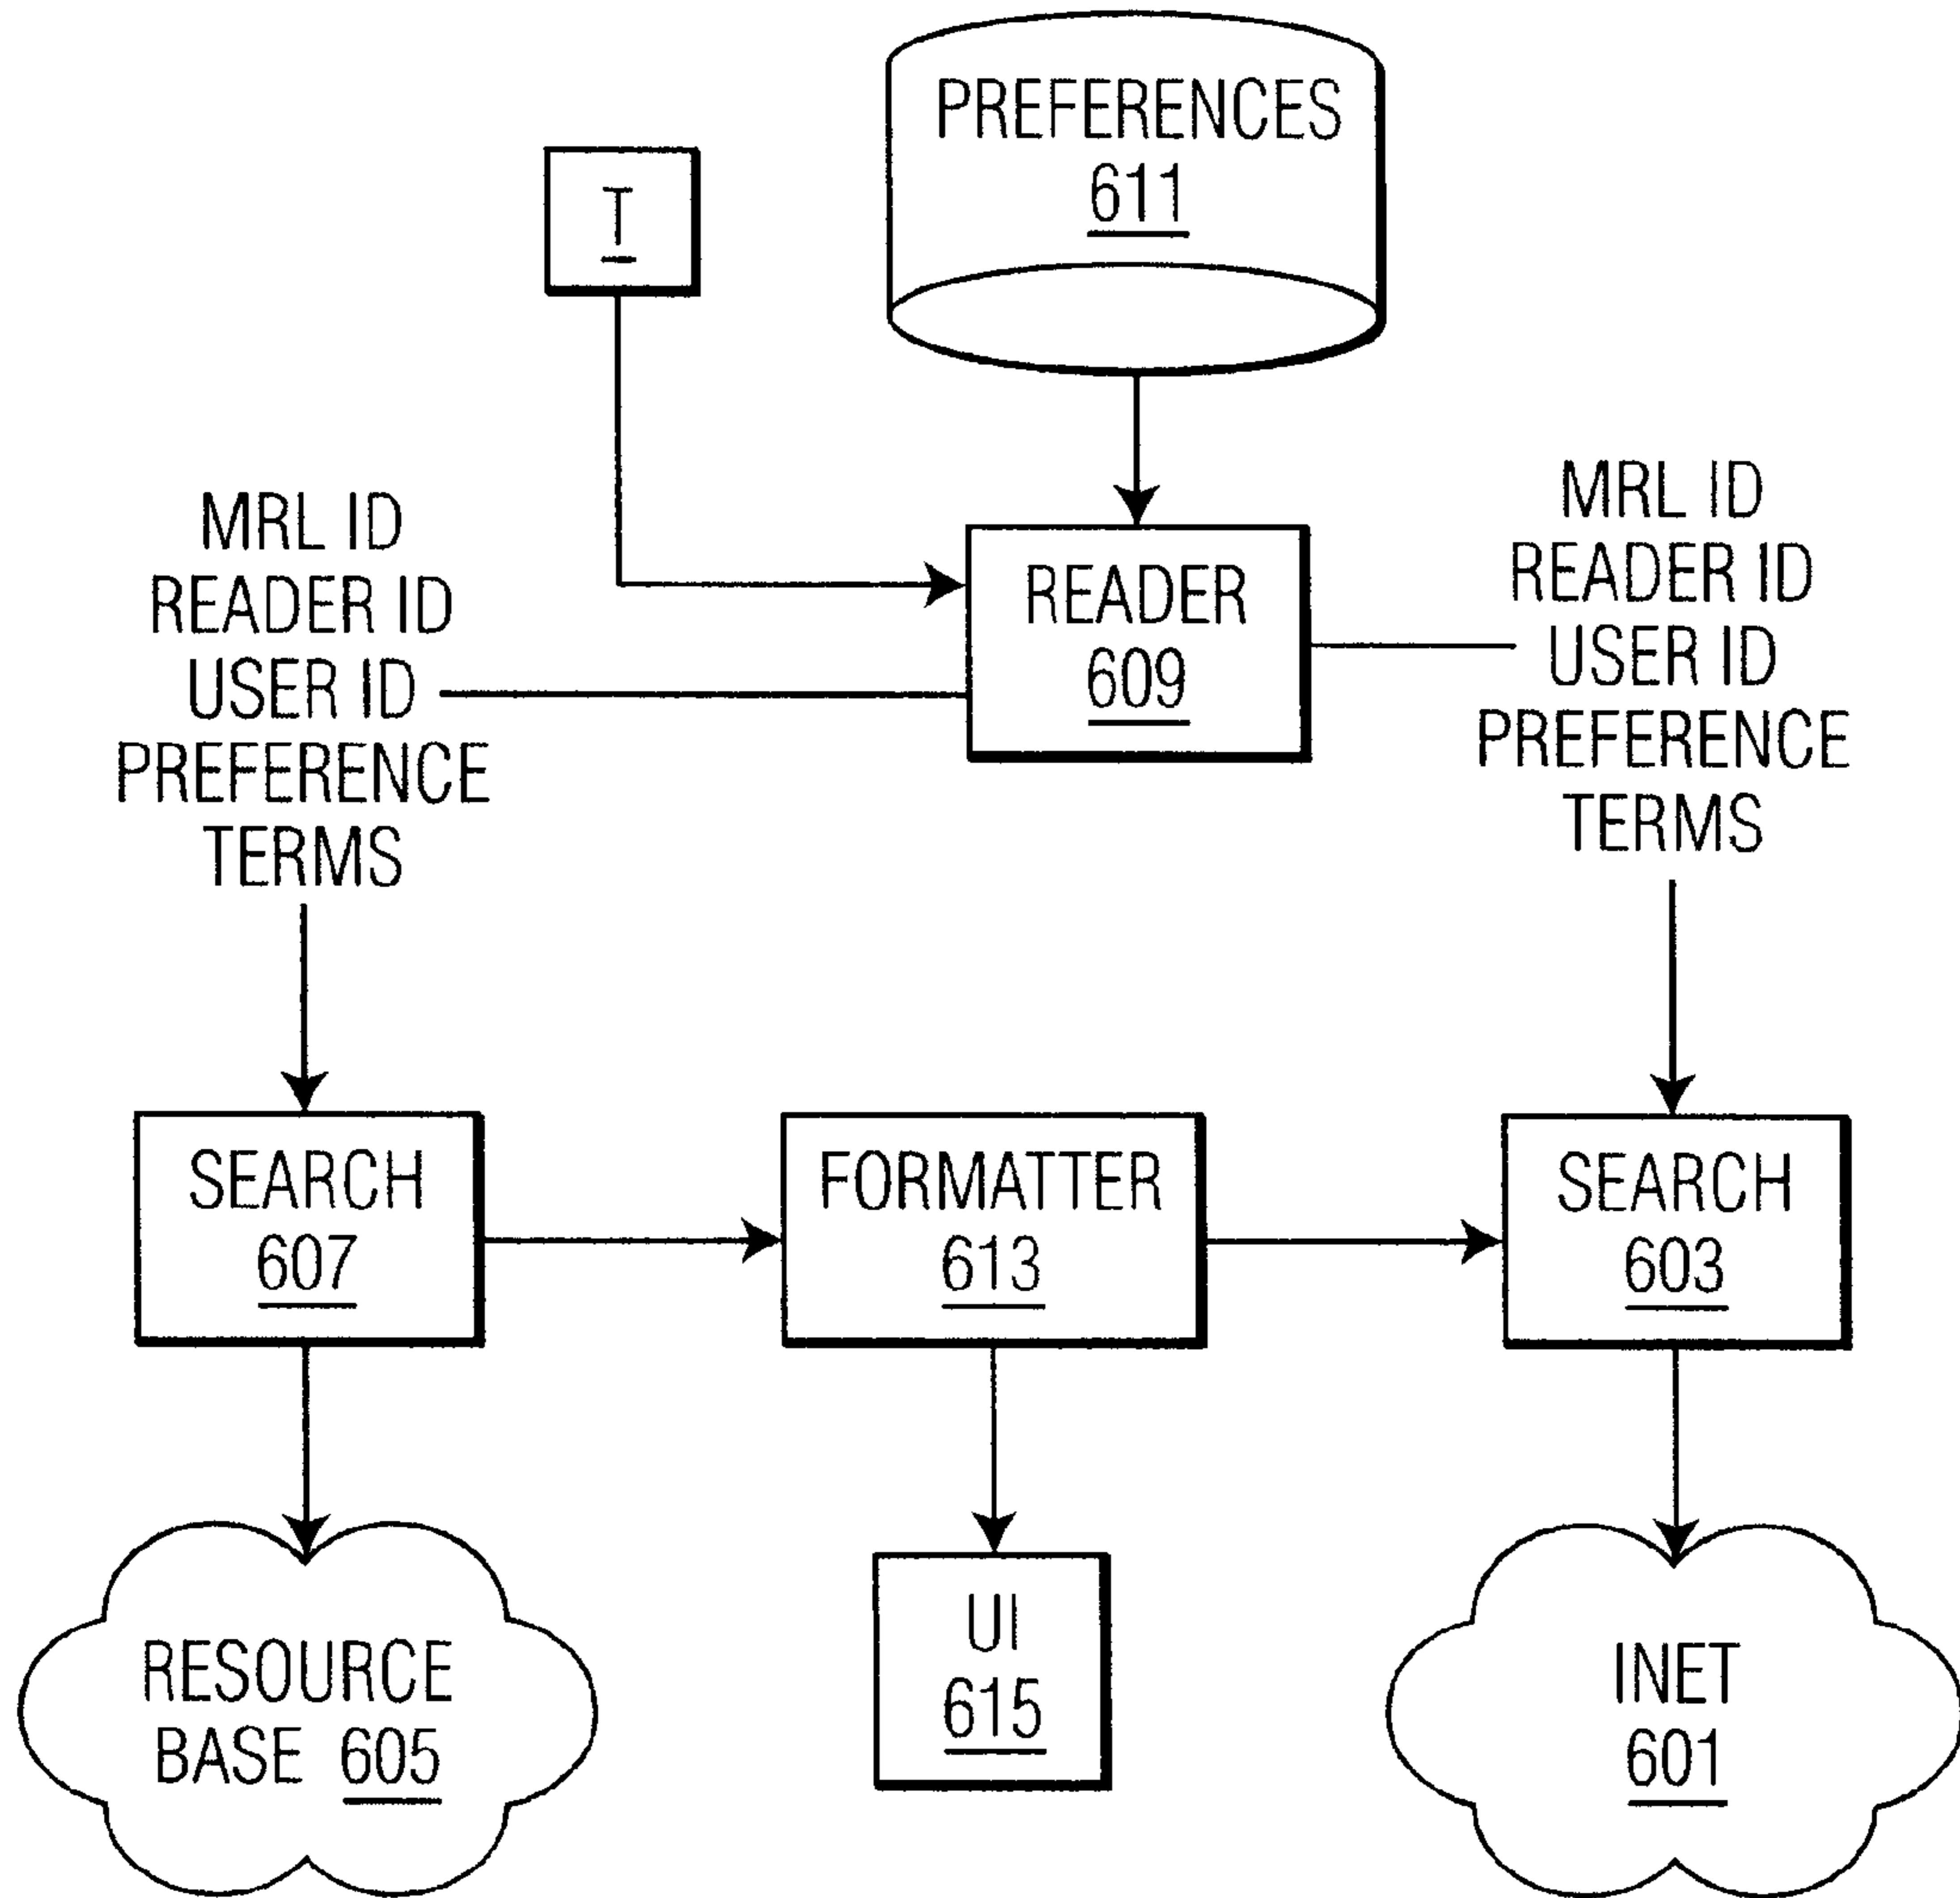 PREFERENCES
611
T
MRL ID
READER ID
USER ID
PREFERENCE
TERMS
READER
609
MRL ID
READER ID
USER ID
PREFERENCE
TERMS
SEARCH
607
FORMATTER
613
SEARCH
603
RESOURCE
BASE 605
UI
615
INET
601